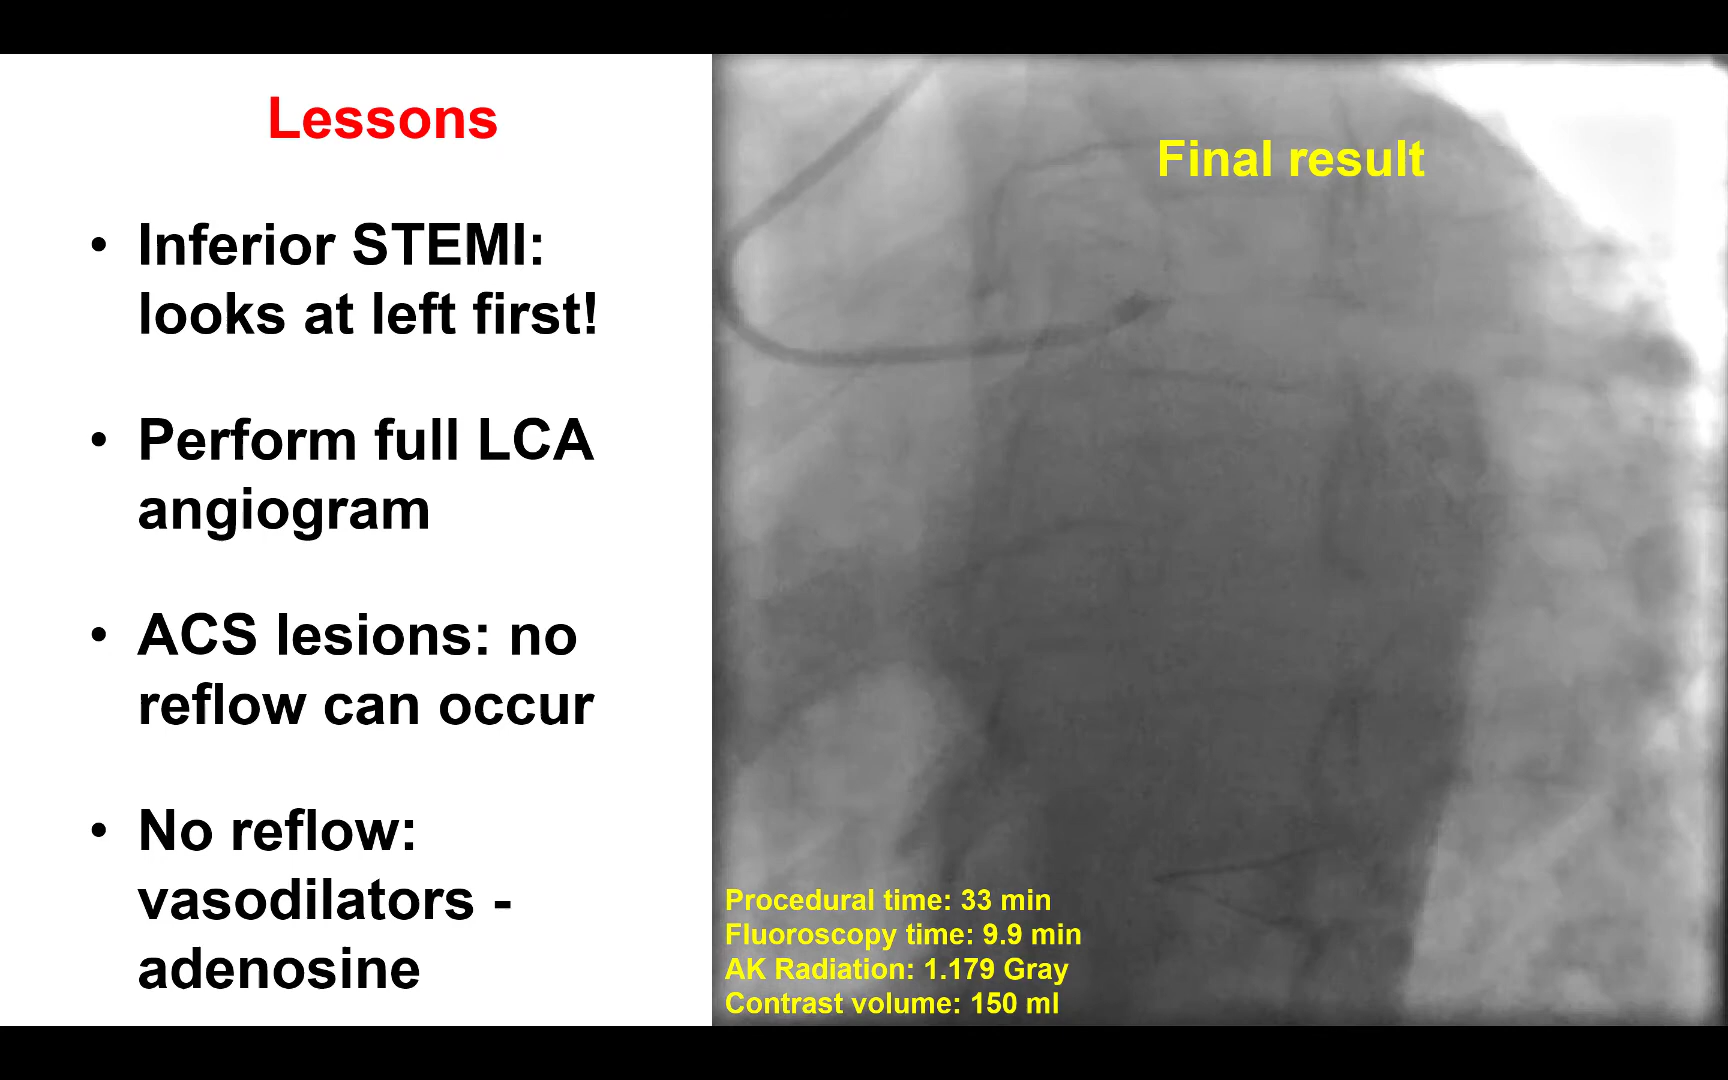 Lessons
• Inferior STEMI:
looks at left first!
• Perform full LCA
angiogram
• ACS lesions: no
reflow can occur
• No reflow:
vasodilators -
adenosine
Final result
Procedural time: 33 min
Fluoroscopy time: 9.9 min
AK Radiation: 1.179 Gray
Contrast volume: 150 ml